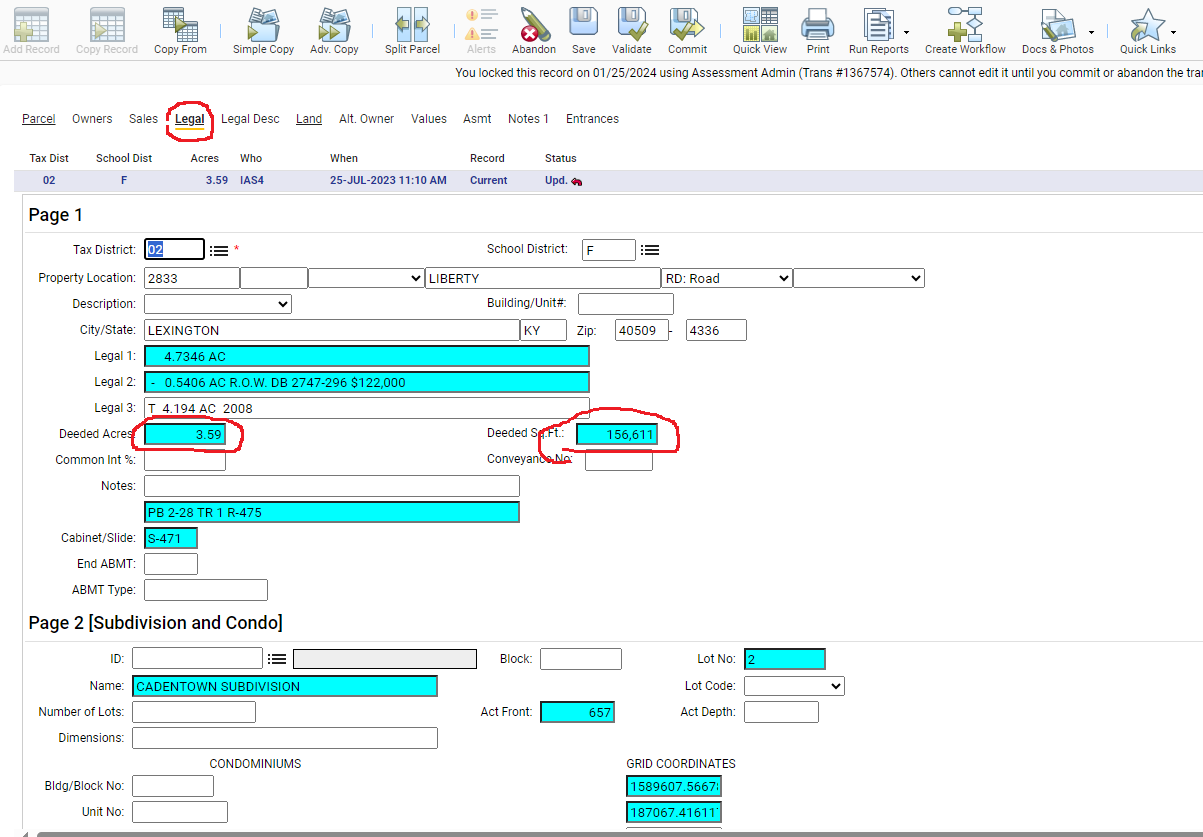 Add Record Copy Record Copy From Simple Copy Adv. Copy Split Parcel Alerts Abandon Save Validate Commit Quick View Print Run Reports Create Workflow Docs & Photos Quick Links
You locked this record on 01/25/2024 using Assessment Admin (Trans #1367574). Others cannot edit it until you commit or abandon the
Parcel Owners Sales Legal Legal Desc Land Alt. Owner Values Asmt Notes 1 Entrances
Tax Dist School Dist Acres Who When Record Status
02 F 3.59 IAS4 25-JUL-2023 11:10 AM Current Upd.
Page 1
Tax District: 02 * School District: F
Property Location: 2833 LIBERTY RD: Road
Description: Building/Unit#:
City/State: LEXINGTON KY Zip: 40509 - 4336
Legal 1: 4.7346 AC
Legal 2: - 0.5406 AC R.O.W. DB 2747-296 $122,000
Legal 3: T 4.194 AC 2008
Deeded Acres: 3.59 Deeded Sq.Ft.: 156,611
Common Int %: Conveyance No:
Notes:
PB 2-28 TR 1 R-475
Cabinet/Slide: S-471
End ABMT:
ABMT Type:
Page 2 [Subdivision and Condo]
ID: Block: Lot No: 2
Name: CADENTOWN SUBDIVISION Lot Code:
Number of Lots: Act Front: 657 Act Depth:
Dimensions:
CONDOMINIUMS GRID COORDINATES
Bldg/Block No: 1589607.5667
Unit No: 187067.41611